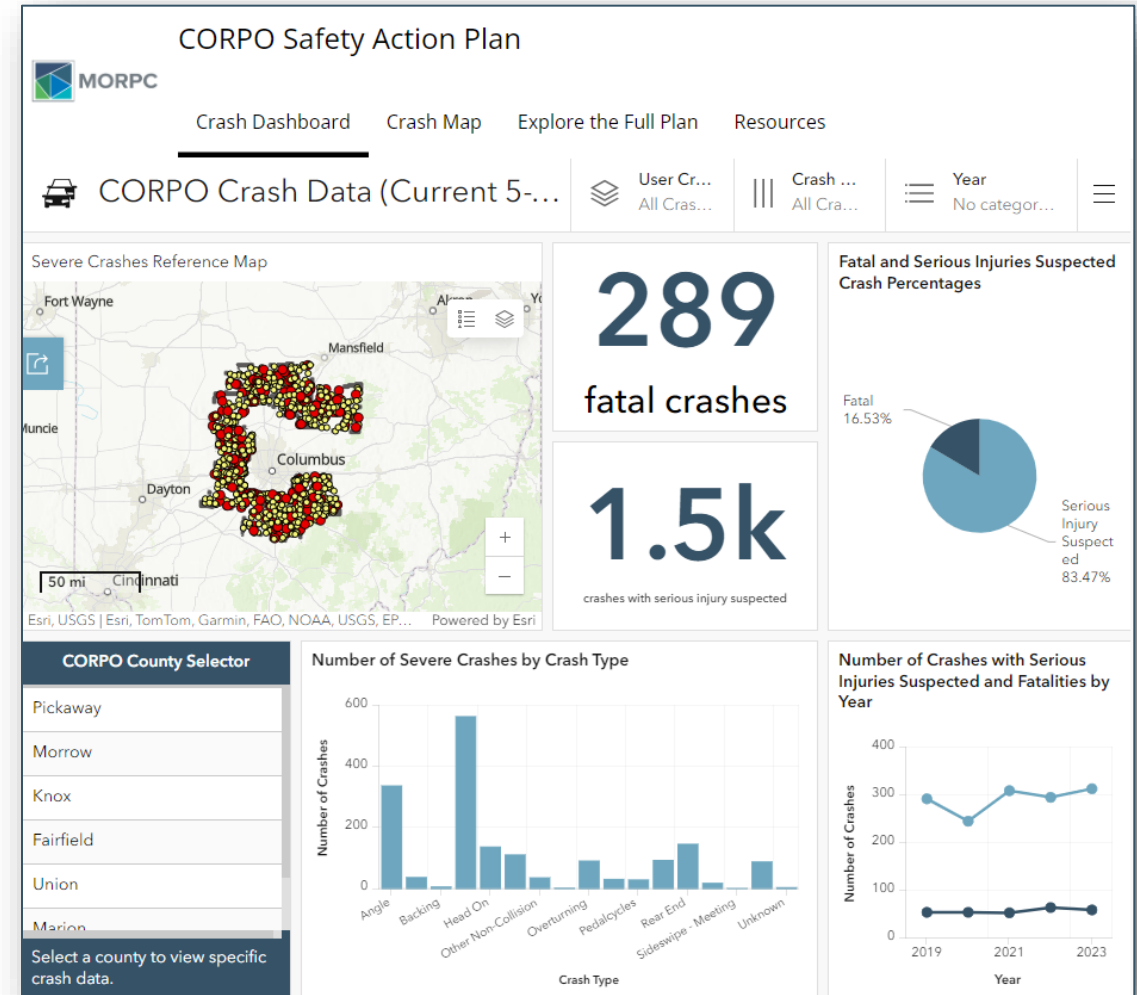 CORPO Safety Action Plan
MORPC
Crash Dashboard Crash Map Explore the Full Plan Resources
CORPO Crash Data (Current 5-...
User Cr...
All Cras...
Crash ...
All Cra...
Year
No categor...
Severe Crashes Reference Map
Fort Wayne
Mansfield
Columbus
Dayton
Cincinnati
50 mi
Esri, USGS | Esri, TomTom, Garmin, FAO, NOAA, USGS, EP... Powered by Esri
289
fatal crashes
1.5k
crashes with serious injury suspected
Fatal and Serious Injuries Suspected
Crash Percentages
Fatal
16.53%
Serious
Injury
Suspect
ed
83.47%
CORPO County Selector
Pickaway
Morrow
Knox
Fairfield
Union
Marion
Select a county to view specific
crash data.
Number of Severe Crashes by Crash Type
Number of Crashes
600
400
200
0
Angle
Backing
Head On
Other Non-Collision
Overturning
Pedalcycles
Rear End
Sideswipe - Meeting
Unknown
Crash Type
Number of Crashes with Serious
Injuries Suspected and Fatalities by
Year
Number of Crashes
400
300
200
100
0
2019
2021
2023
Year